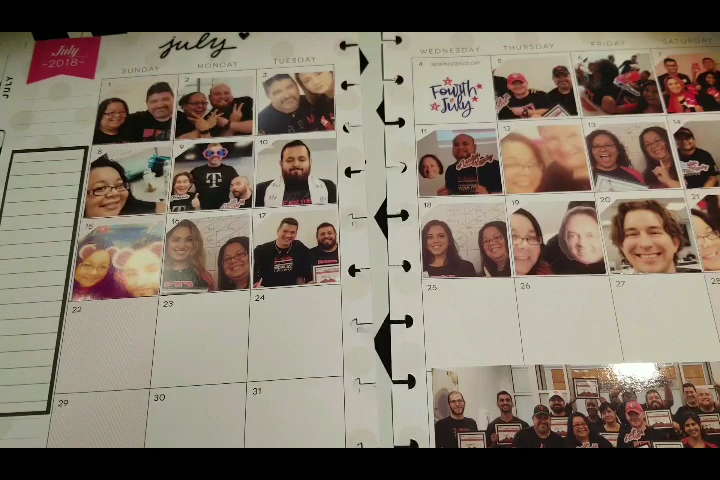 july
July
-2018-
JULY
SUNDAY MONDAY TUESDAY
WEDNESDAY THURSDAY FRIDAY SATURDAY
1 2 3
4 INDEPENDENCE DAY 5 6 7
Fourth
of
July
8 9 10
T
11 12 13 14
15 16 17
18 19 20 21
22 23 24
25 26 27 28
29 30 31